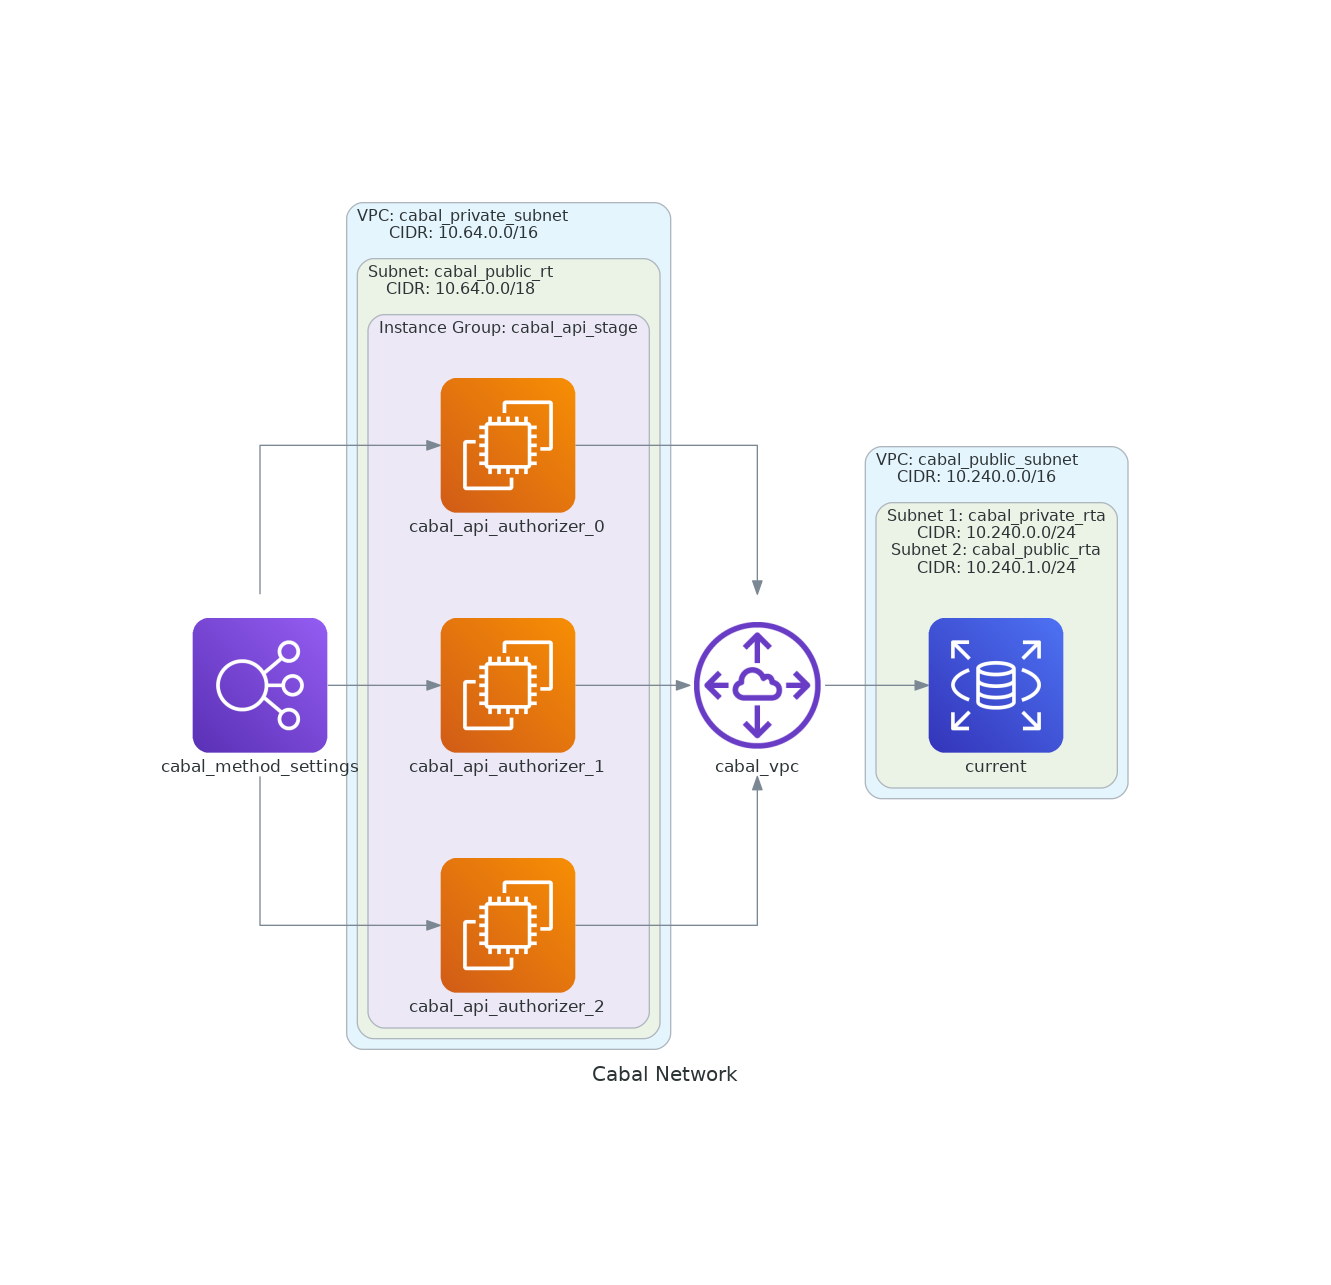 VPC: cabal_private_subnet
CIDR: 10.64.0.0/16
Subnet: cabal_public_rt
CIDR: 10.64.0.0/18
Instance Group: cabal_api_stage
cabal_api_authorizer_0
VPC: cabal_public_subnet
CIDR: 10.240.0.0/16
Subnet 1: cabal_private_rta
CIDR: 10.240.0.0/24
Subnet 2: cabal_public_rta
CIDR: 10.240.1.0/24
cabal_method_settings
cabal_api_authorizer_1
cabal_vpc
current
cabal_api_authorizer_2
Cabal Network